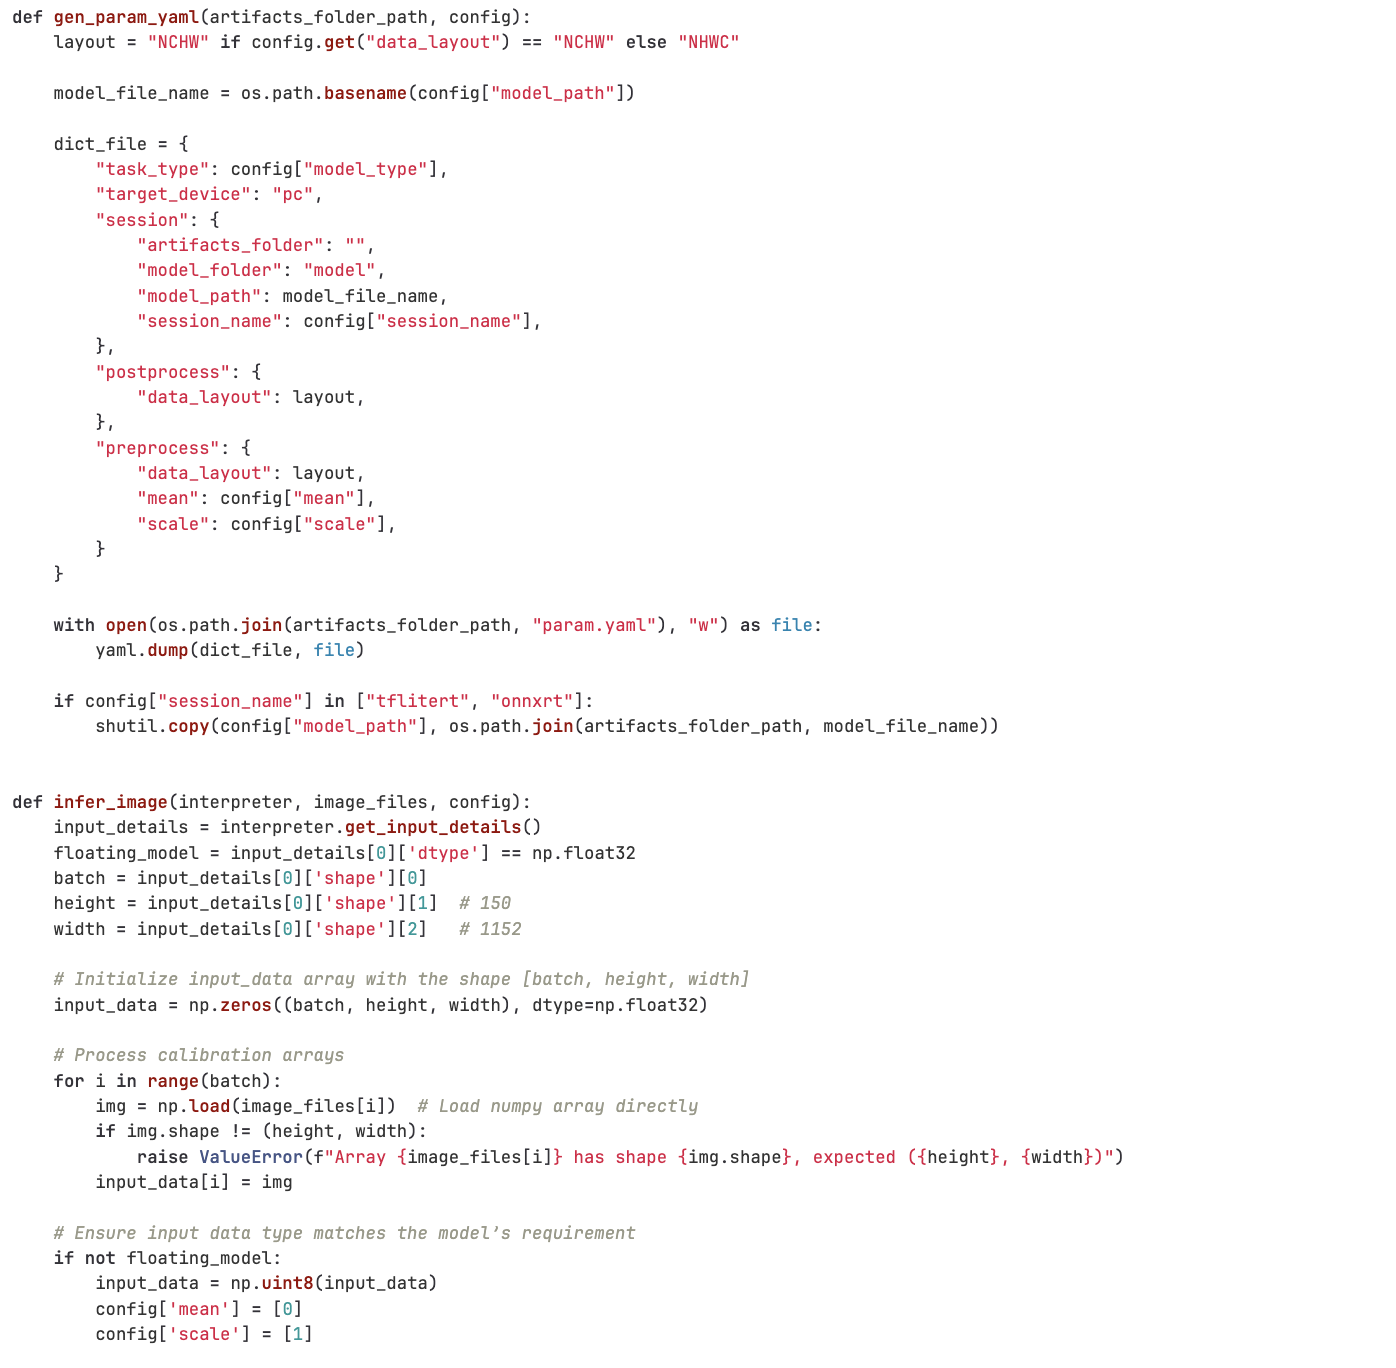 def gen_param_yaml(artifacts_folder_path, config):
    layout = "NCHW" if config.get("data_layout") == "NCHW" else "NHWC"

    model_file_name = os.path.basename(config["model_path"])

    dict_file = {
        "task_type": config["model_type"],
        "target_device": "pc",
        "session": {
            "artifacts_folder": "",
            "model_folder": "model",
            "model_path": model_file_name,
            "session_name": config["session_name"],
        },
        "postprocess": {
            "data_layout": layout,
        },
        "preprocess": {
            "data_layout": layout,
            "mean": config["mean"],
            "scale": config["scale"],
        }
    }

    with open(os.path.join(artifacts_folder_path, "param.yaml"), "w") as file:
        yaml.dump(dict_file, file)

    if config["session_name"] in ["tflitert", "onnxrt"]:
        shutil.copy(config["model_path"], os.path.join(artifacts_folder_path, model_file_name))


def infer_image(interpreter, image_files, config):
    input_details = interpreter.get_input_details()
    floating_model = input_details[0]['dtype'] == np.float32
    batch = input_details[0]['shape'][0]
    height = input_details[0]['shape'][1]  # 150
    width = input_details[0]['shape'][2]   # 1152

    # Initialize input_data array with the shape [batch, height, width]
    input_data = np.zeros((batch, height, width), dtype=np.float32)

    # Process calibration arrays
    for i in range(batch):
        img = np.load(image_files[i])  # Load numpy array directly
        if img.shape != (height, width):
            raise ValueError(f"Array {image_files[i]} has shape {img.shape}, expected ({height}, {width})")
        input_data[i] = img

    # Ensure input data type matches the model’s requirement
    if not floating_model:
        input_data = np.uint8(input_data)
        config['mean'] = [0]
        config['scale'] = [1]